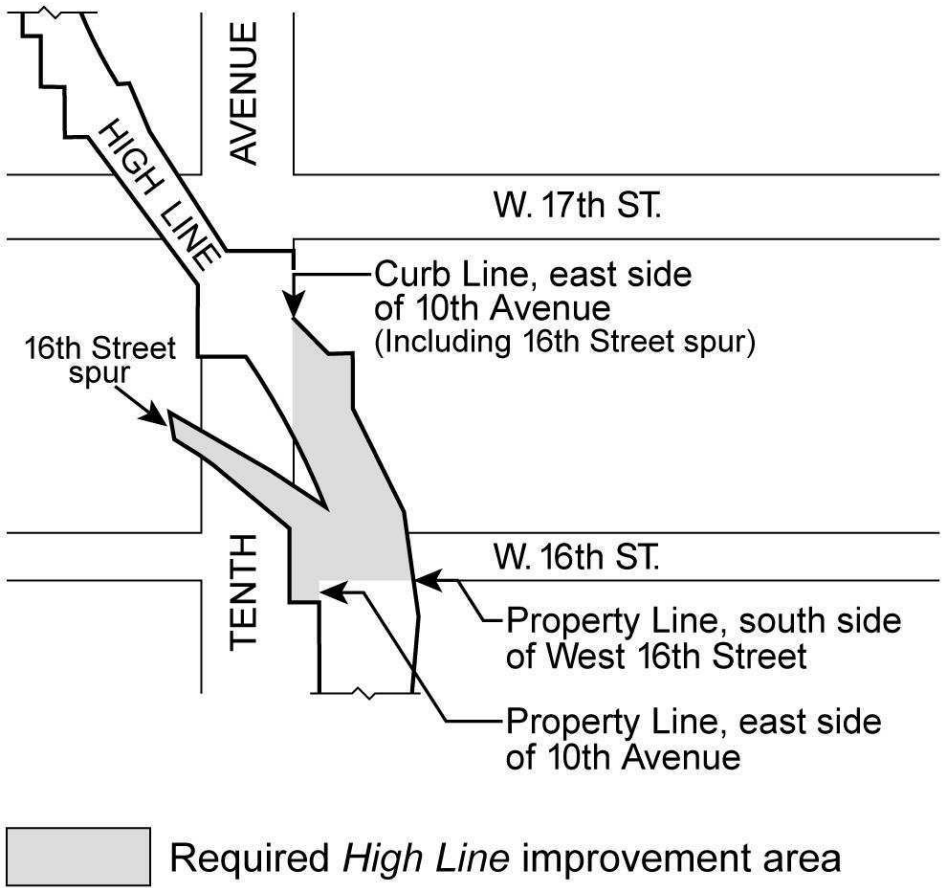 AVENUE
HIGH LINE
W. 17th ST.
Curb Line, east side
of 10th Avenue
(Including 16th Street spur)
16th Street
spur
TENTH
W. 16th ST.
Property Line, south side
of West 16th Street
Property Line, east side
of 10th Avenue
Required High Line improvement area